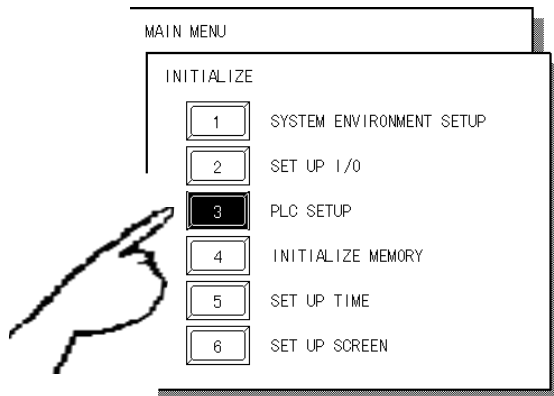 MAIN MENU
INITIALIZE
1 SYSTEM ENVIRONMENT SETUP
2 SET UP I/O
3 PLC SETUP
4 INITIALIZE MEMORY
5 SET UP TIME
6 SET UP SCREEN